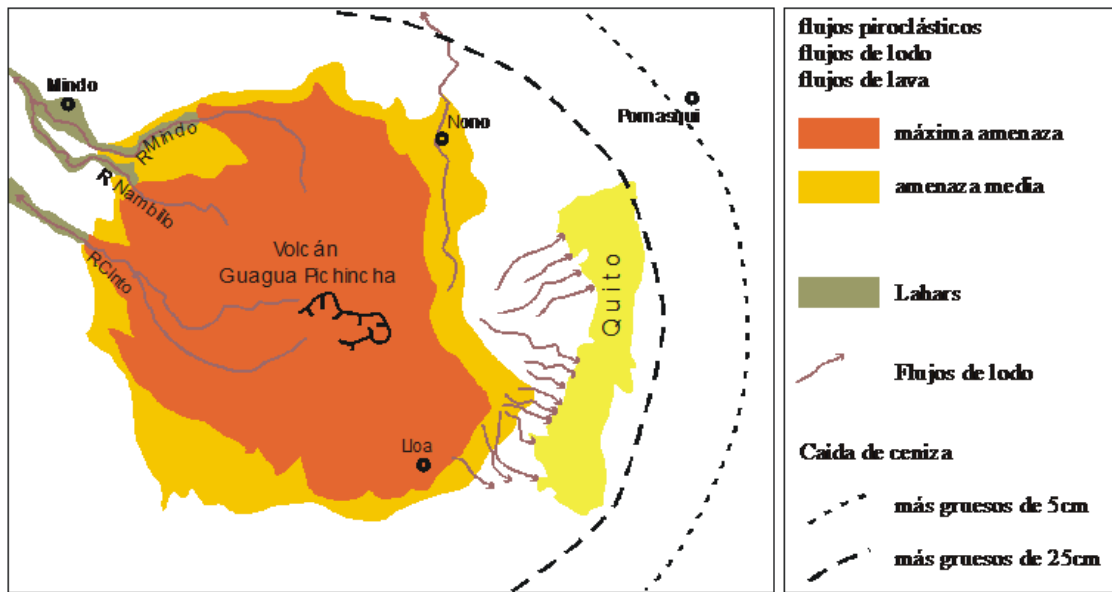 Mindo
R Mindo
R Nambillo
R Cinto
Nono
Pomasqui
Volcán
Guagua Pichincha
Quito
Lloa
flujos piroclásticos
flujos de lodo
flujos de lava
máxima amenaza
amenaza media
Lahars
Flujos de lodo
Caida de ceniza
más gruesos de 5cm
más gruesos de 25cm